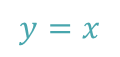 y = x